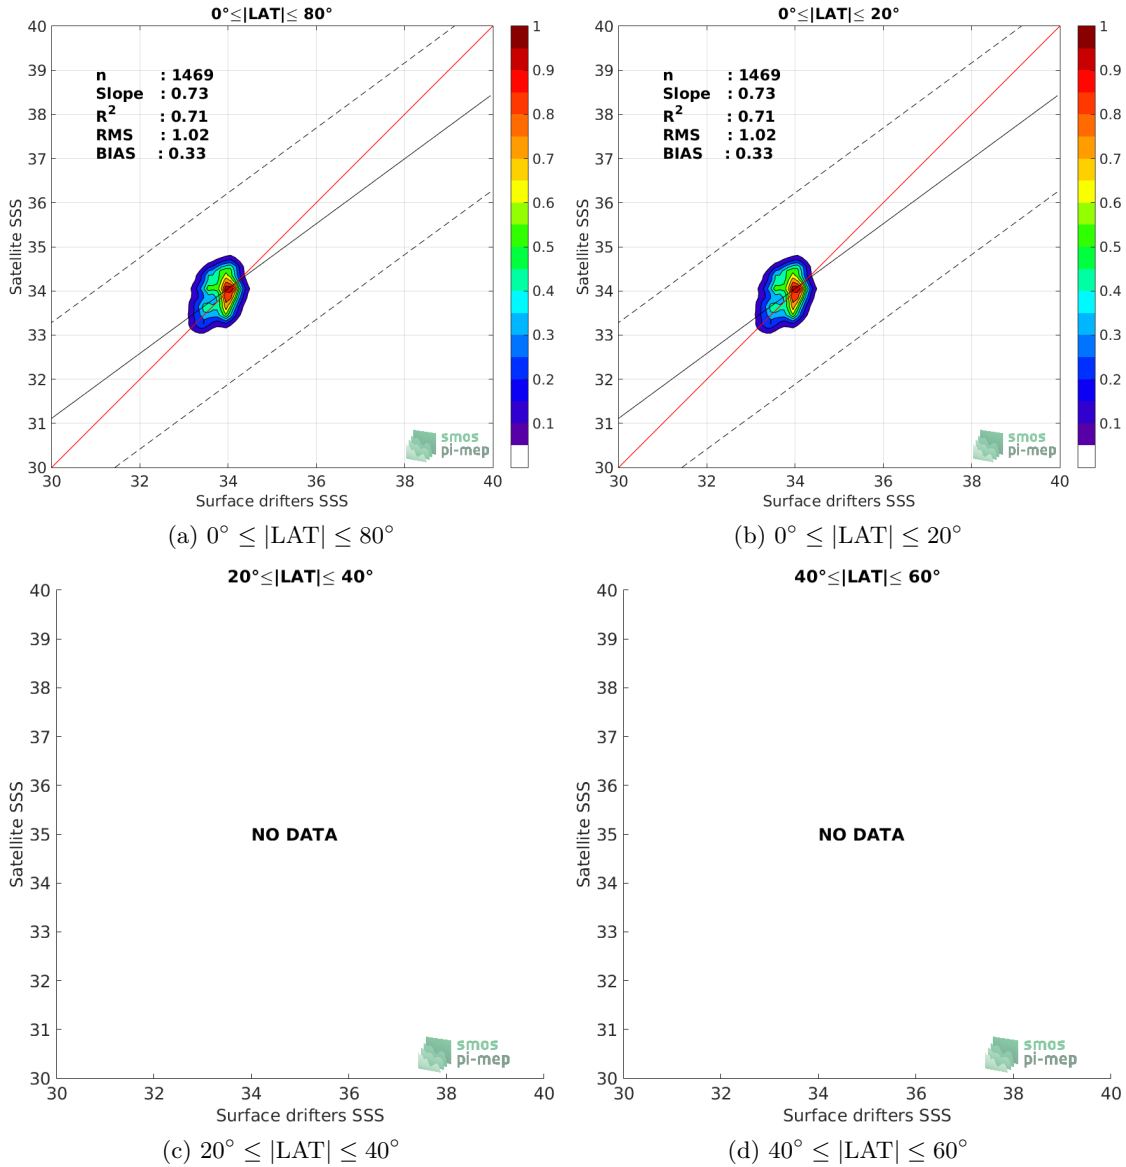 0°≤|LAT|≤ 80°
n : 1469
Slope : 0.73
R² : 0.71
RMS : 1.02
BIAS : 0.33
40
39
38
37
36
35
34
33
32
31
30
Satellite SSS
30 32 34 36 38 40
Surface drifters SSS
1
0.9
0.8
0.7
0.6
0.5
0.4
0.3
0.2
0.1
smos
pi-mep
(a) 0° ≤ |LAT| ≤ 80°
0°≤|LAT|≤ 20°
n : 1469
Slope : 0.73
R² : 0.71
RMS : 1.02
BIAS : 0.33
40
39
38
37
36
35
34
33
32
31
30
Satellite SSS
30 32 34 36 38 40
Surface drifters SSS
1
0.9
0.8
0.7
0.6
0.5
0.4
0.3
0.2
0.1
smos
pi-mep
(b) 0° ≤ |LAT| ≤ 20°
20°≤|LAT|≤ 40°
40
39
38
37
36
35
34
33
32
31
30
Satellite SSS
NO DATA
smos
pi-mep
30 32 34 36 38 40
Surface drifters SSS
(c) 20° ≤ |LAT| ≤ 40°
40°≤|LAT|≤ 60°
40
39
38
37
36
35
34
33
32
31
30
Satellite SSS
NO DATA
smos
pi-mep
30 32 34 36 38 40
Surface drifters SSS
(d) 40° ≤ |LAT| ≤ 60°